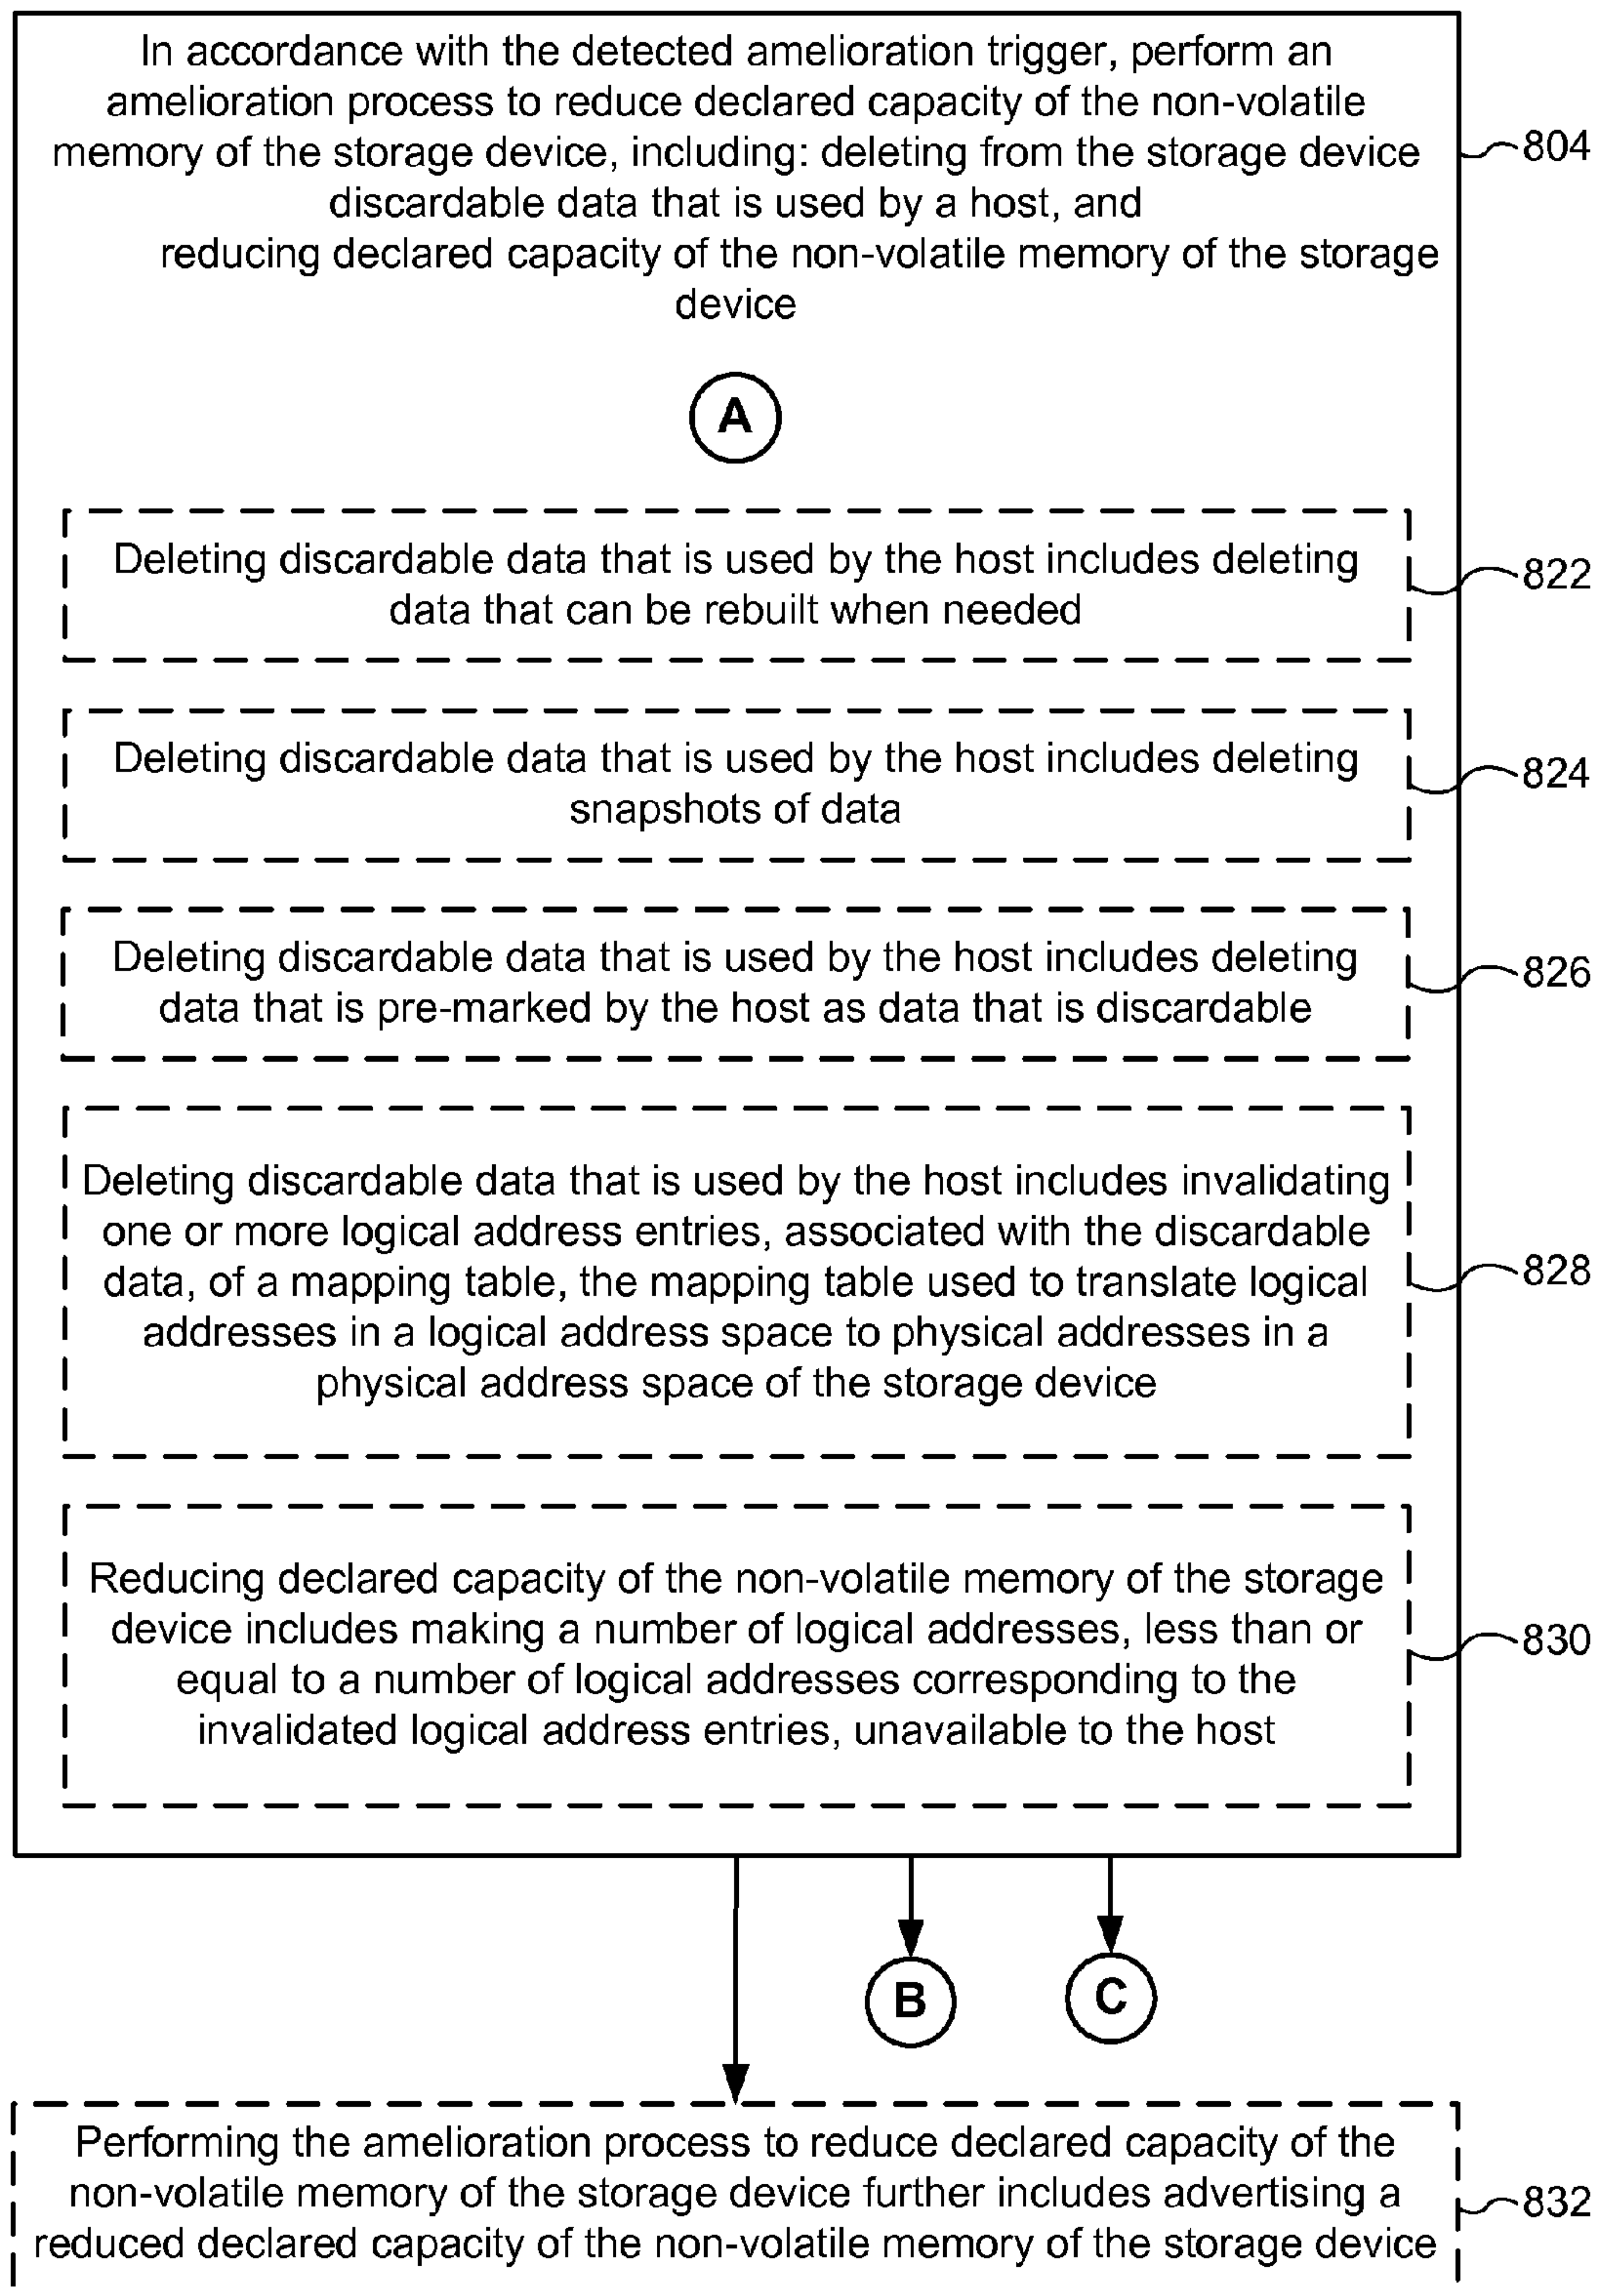 In accordance with the detected amelioration trigger, perform an
amelioration process to reduce declared capacity of the non-volatile
memory of the storage device, including: deleting from the storage device
discardable data that is used by a host, and
reducing declared capacity of the non-volatile memory of the storage
device
804
A
Deleting discardable data that is used by the host includes deleting
data that can be rebuilt when needed
822
Deleting discardable data that is used by the host includes deleting
snapshots of data
824
Deleting discardable data that is used by the host includes deleting
data that is pre-marked by the host as data that is discardable
826
Deleting discardable data that is used by the host includes invalidating
one or more logical address entries, associated with the discardable
data, of a mapping table, the mapping table used to translate logical
addresses in a logical address space to physical addresses in a
physical address space of the storage device
828
Reducing declared capacity of the non-volatile memory of the storage
device includes making a number of logical addresses, less than or
equal to a number of logical addresses corresponding to the
invalidated logical address entries, unavailable to the host
830
B
C
Performing the amelioration process to reduce declared capacity of the
non-volatile memory of the storage device further includes advertising a
reduced declared capacity of the non-volatile memory of the storage device
832